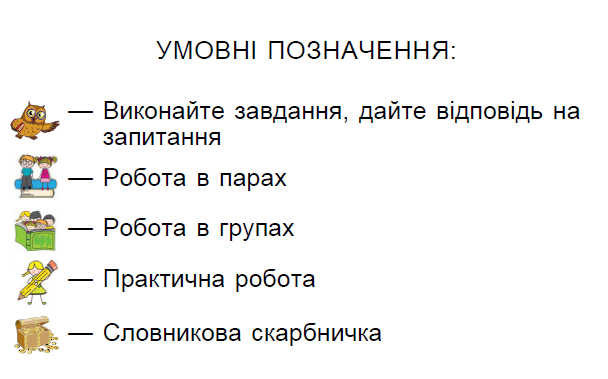 УМОВНІ ПОЗНАЧЕННЯ:
— Виконайте завдання, дайте відповідь на
запитання
— Робота в парах
— Робота в групах
— Практична робота
— Словникова скарбничка